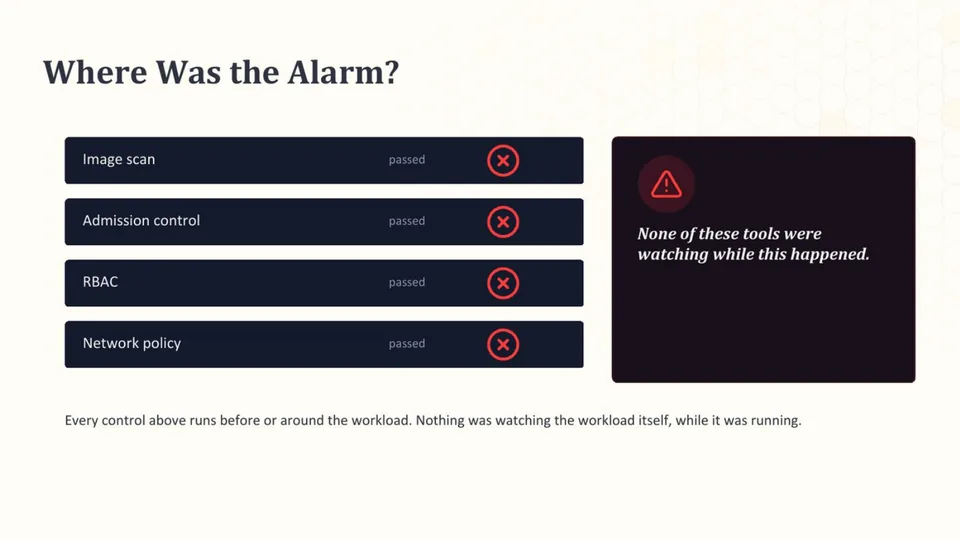 Where Was the Alarm?
Image scan passed
Admission control passed
RBAC passed
Network policy passed
None of these tools were
watching while this happened.
Every control above runs before or around the workload. Nothing was watching the workload itself, while it was running.